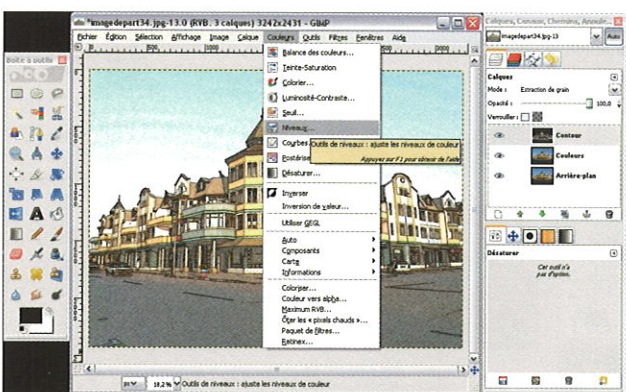 *imagedepart34.jpg-13.0 (RVB, 3 calques) 3242x2431 - GIMP
Fichier Édition Sélection Affichage Image Calque Couleurs Outils Filtres Fenêtres Aide
Boîte à outils
Balance des couleurs...
Teinte-Saturation
Colorier...
Luminosité-Contraste...
Seuil...
Niveaux...
Courbes
Outils de niveaux : ajuste les niveaux de couleur
Appuyez sur F1 pour obtenir de l'aide
Postérise
Désaturer...
Inverser
Inversion de valeur...
Utiliser GEGL
Auto
Composants
Carte
Informations
Coloriser...
Couleur vers alpha...
Maximum RVB...
Ôter les « pixels chauds »...
Paquet de filtres...
Retinex...
px 18,2% Outils de niveaux : ajuste les niveaux de couleur
Calques, Canaux, Chemins, Annule...
imagedepart34.jpg-13
Auto
Calques
Mode : Extraction de grain
Opacité : 100,0
Verrouiller :
Contour
Couleurs
Arrière-plan
Désaturer
Cet outil n'a
pas d'option.